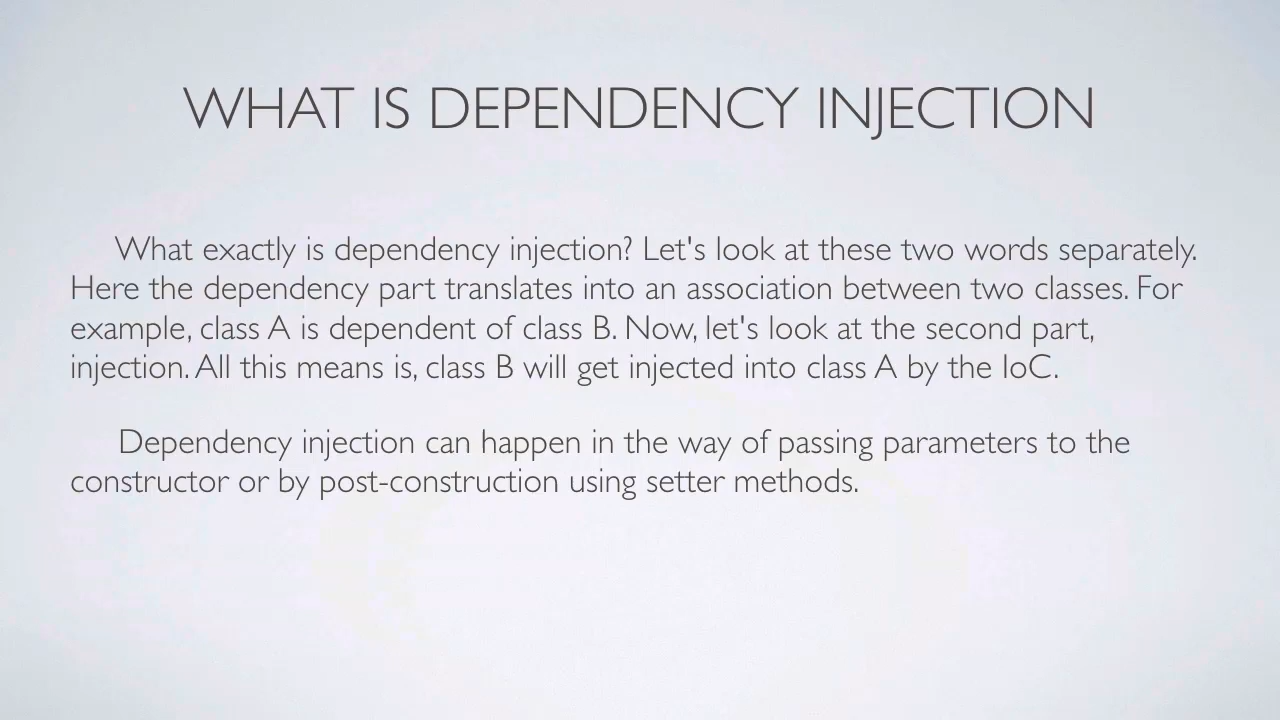 WHAT IS DEPENDENCY INJECTION
What exactly is dependency injection? Let's look at these two words separately.
Here the dependency part translates into an association between two classes. For
example, class A is dependent of class B. Now, let's look at the second part,
injection. All this means is, class B will get injected into class A by the IoC.
Dependency injection can happen in the way of passing parameters to the
constructor or by post-construction using setter methods.